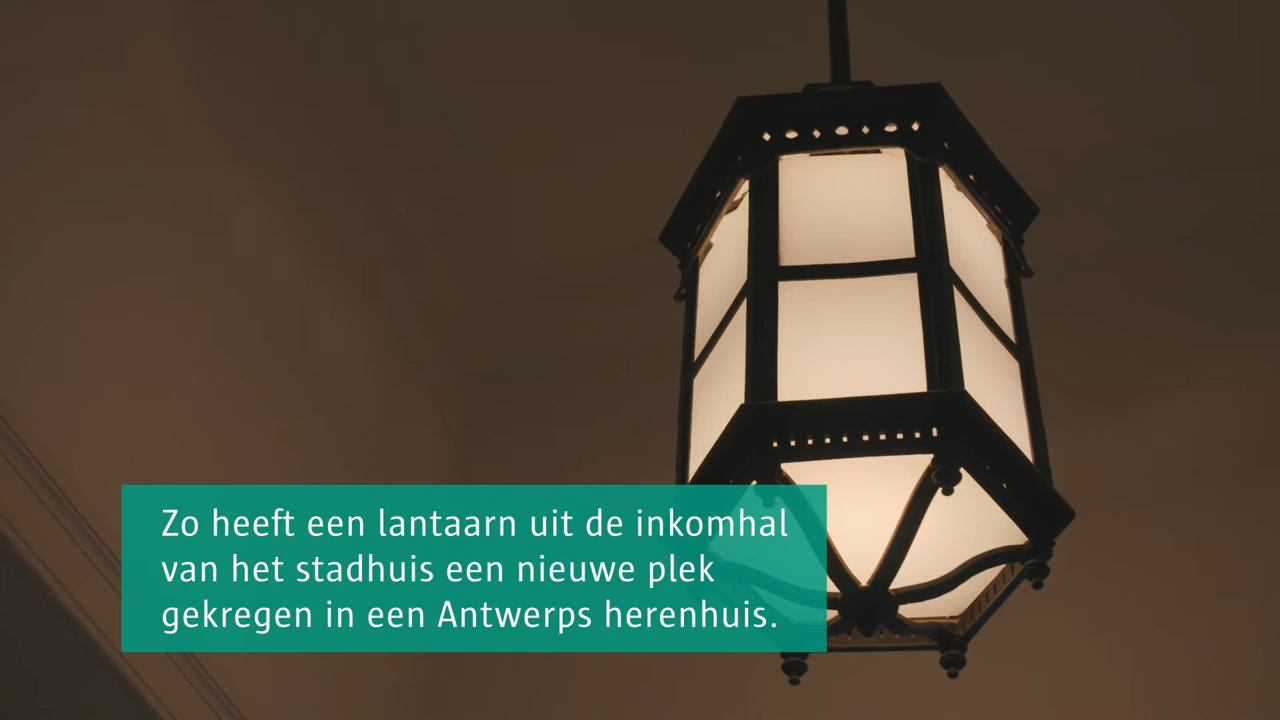 Zo heeft een lantaarn uit de inkomhal
van het stadhuis een nieuwe plek
gekregen in een Antwerps herenhuis.